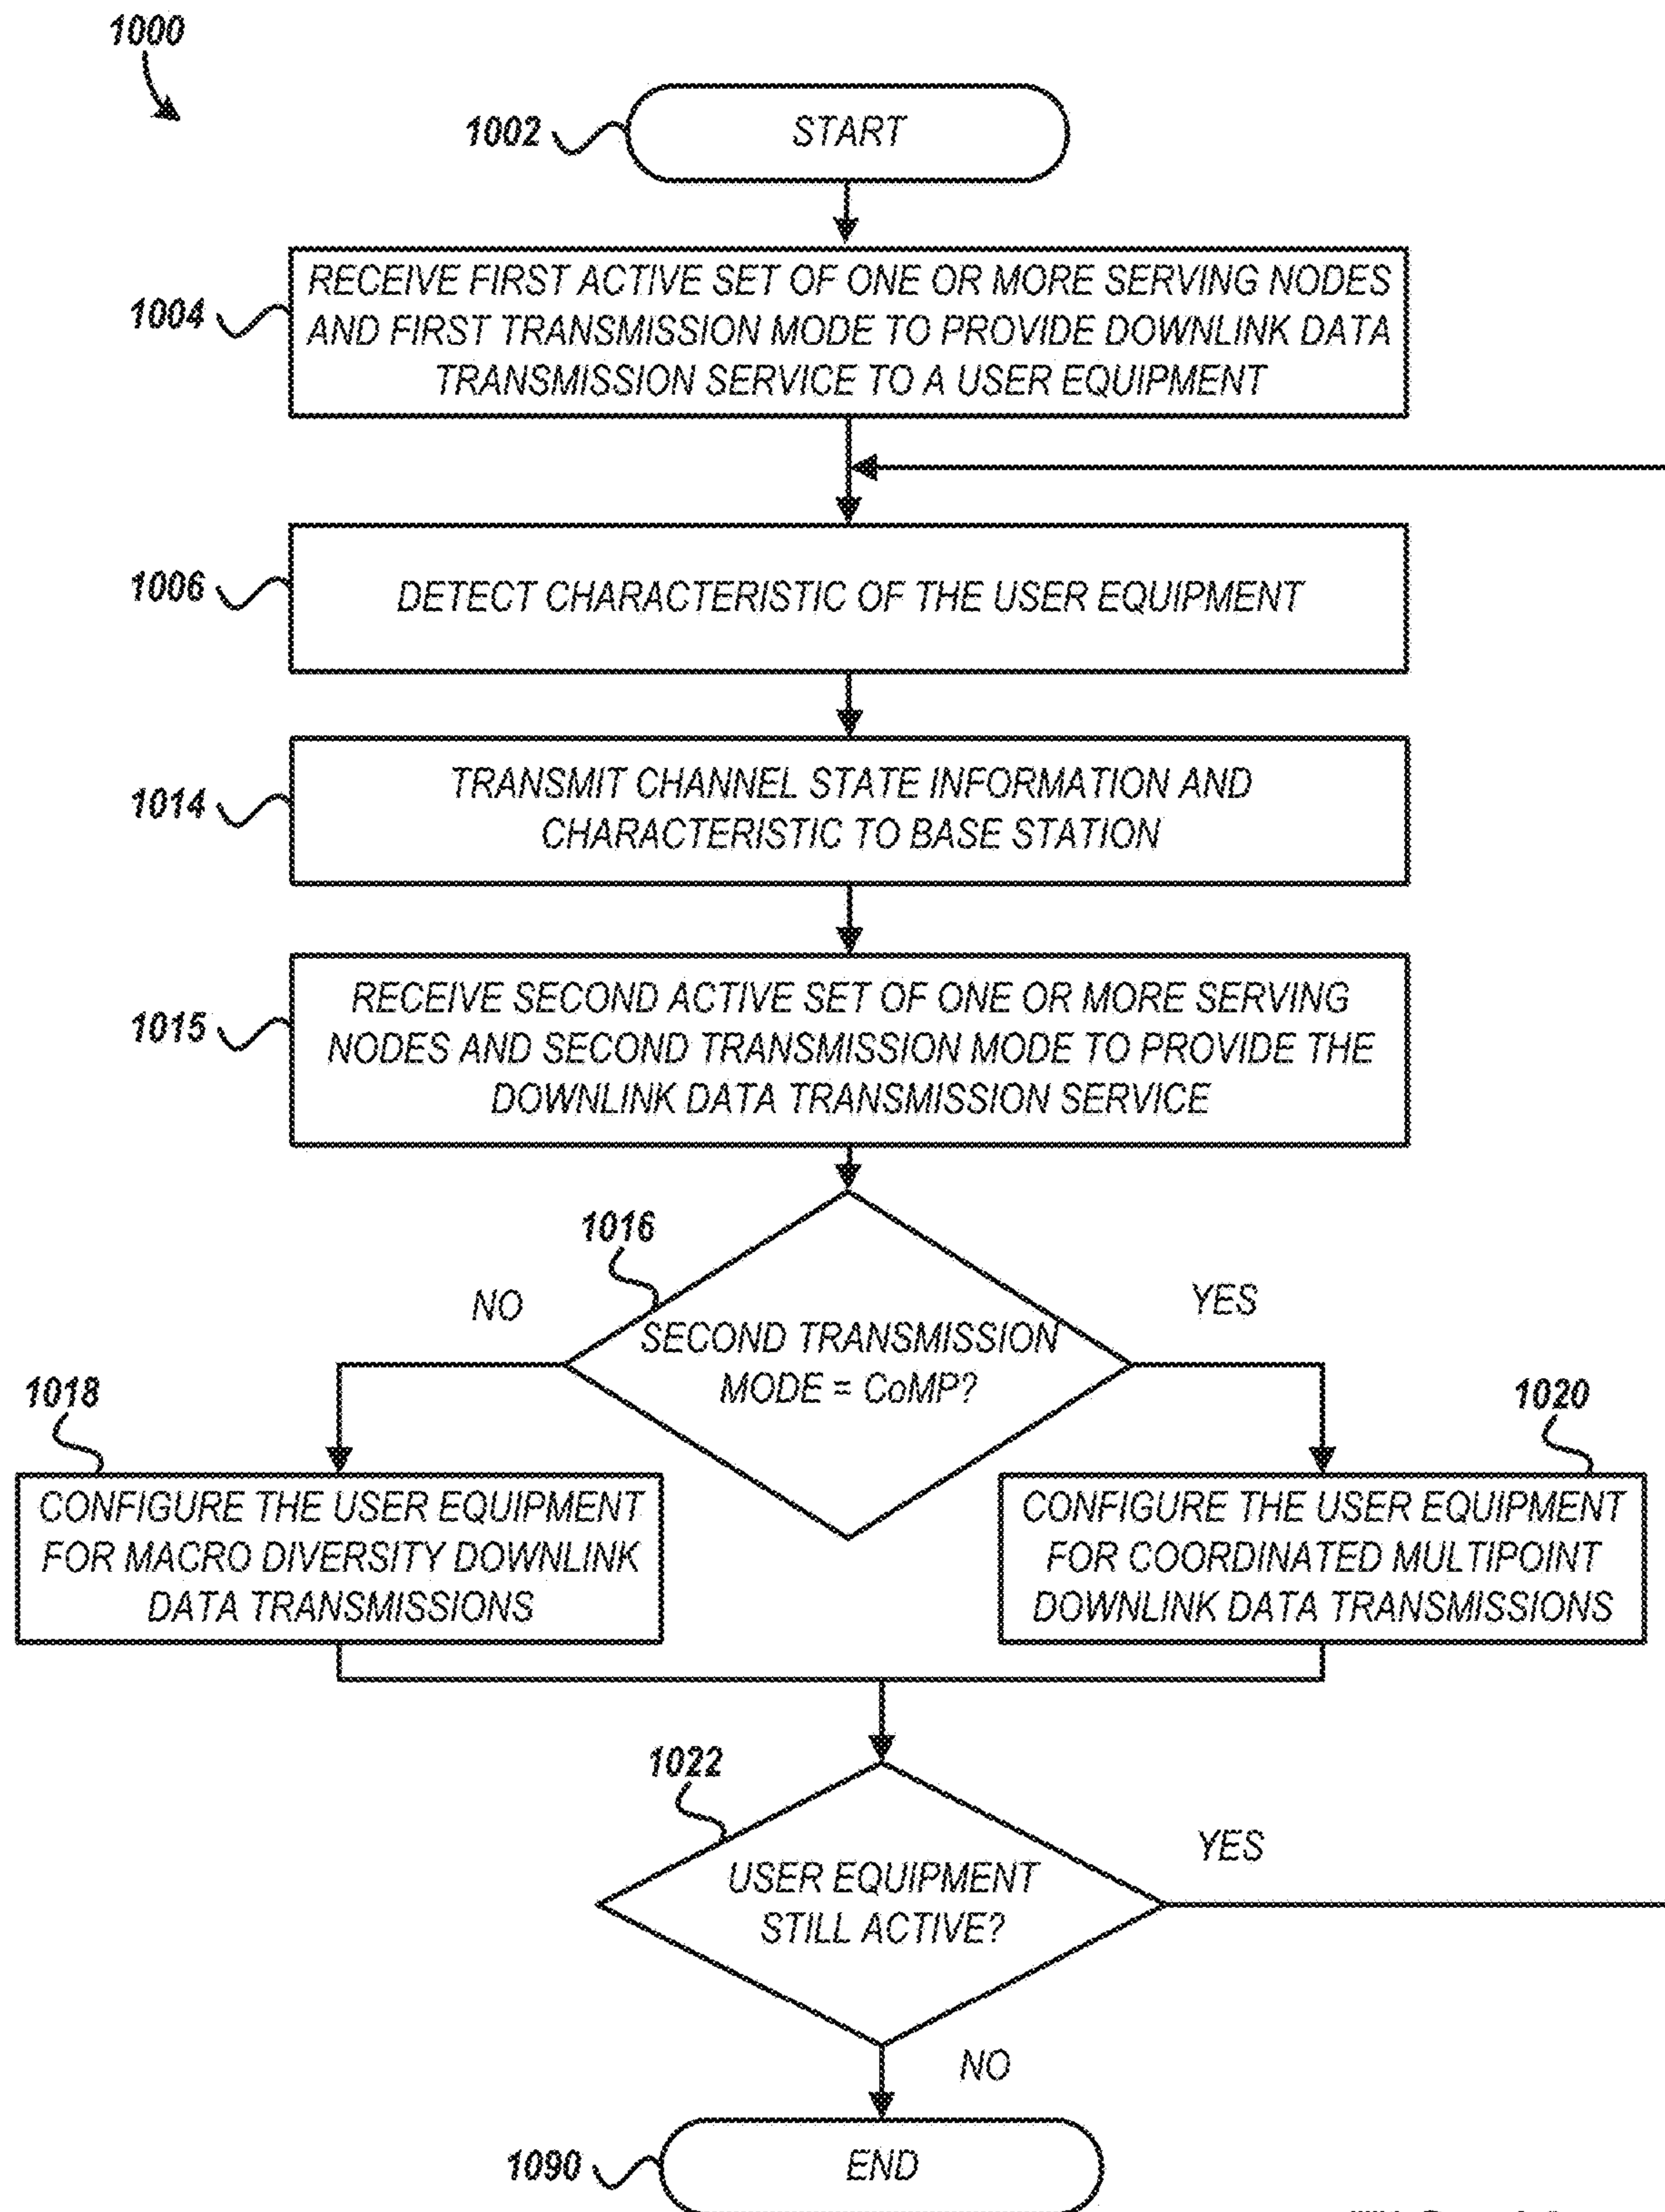 1000
1002
START
1004
RECEIVE FIRST ACTIVE SET OF ONE OR MORE SERVING NODES
AND FIRST TRANSMISSION MODE TO PROVIDE DOWNLINK DATA
TRANSMISSION SERVICE TO A USER EQUIPMENT
1006
DETECT CHARACTERISTIC OF THE USER EQUIPMENT
1014
TRANSMIT CHANNEL STATE INFORMATION AND
CHARACTERISTIC TO BASE STATION
1015
RECEIVE SECOND ACTIVE SET OF ONE OR MORE SERVING
NODES AND SECOND TRANSMISSION MODE TO PROVIDE THE
DOWNLINK DATA TRANSMISSION SERVICE
1016
NO
YES
SECOND TRANSMISSION
MODE = CoMP?
1018
CONFIGURE THE USER EQUIPMENT
FOR MACRO DIVERSITY DOWNLINK
DATA TRANSMISSIONS
1020
CONFIGURE THE USER EQUIPMENT
FOR COORDINATED MULTIPOINT
DOWNLINK DATA TRANSMISSIONS
1022
YES
USER EQUIPMENT
STILL ACTIVE?
NO
1090
END